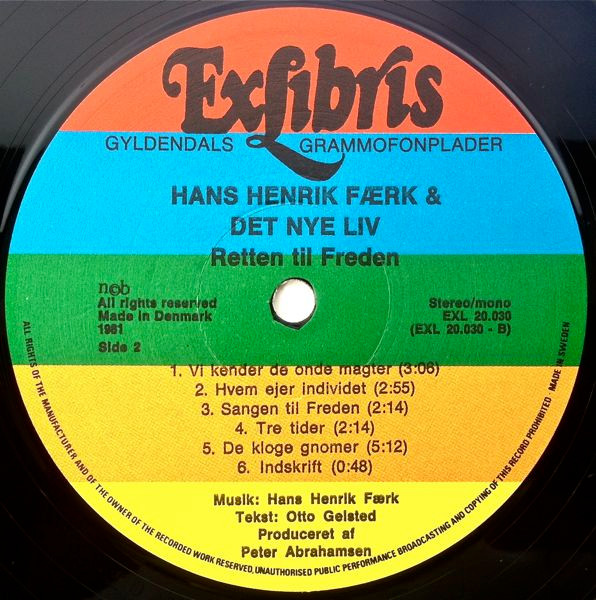 ExLibris
GYLDENDALS GRAMMOFONPLADER
HANS HENRIK FÆRK &
DET NYE LIV
Retten til Freden
ncb
All rights reserved
Made in Denmark
1981
Side 2
Stereo/mono
EXL 20.030
(EXL 20.030 - B)
1. Vi kender de onde magter (3:06)
2. Hvem ejer individet (2:55)
3. Sangen til Freden (2:14)
4. Tre tider (2:14)
5. De kloge gnomer (5:12)
6. Indskrift (0:48)
Musik: Hans Henrik Færk
Tekst: Otto Gelsted
Produceret af
Peter Abrahamsen
ALL RIGHTS OF THE MANUFACTURER AND OF THE OWNER OF THE RECORDED WORK RESERVED, UNAUTHORISED PUBLIC PERFORMANCE BROADCASTING AND COPYING OF THIS RECORD PROHIBITED · MADE IN SWEDEN